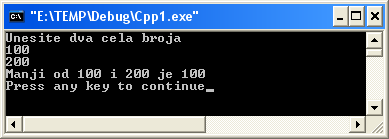 "E:\TEMP\Debug\Cpp1.exe"
Unesite dva cela broja
100
200
Manji od 100 i 200 je 100
Press any key to continue_